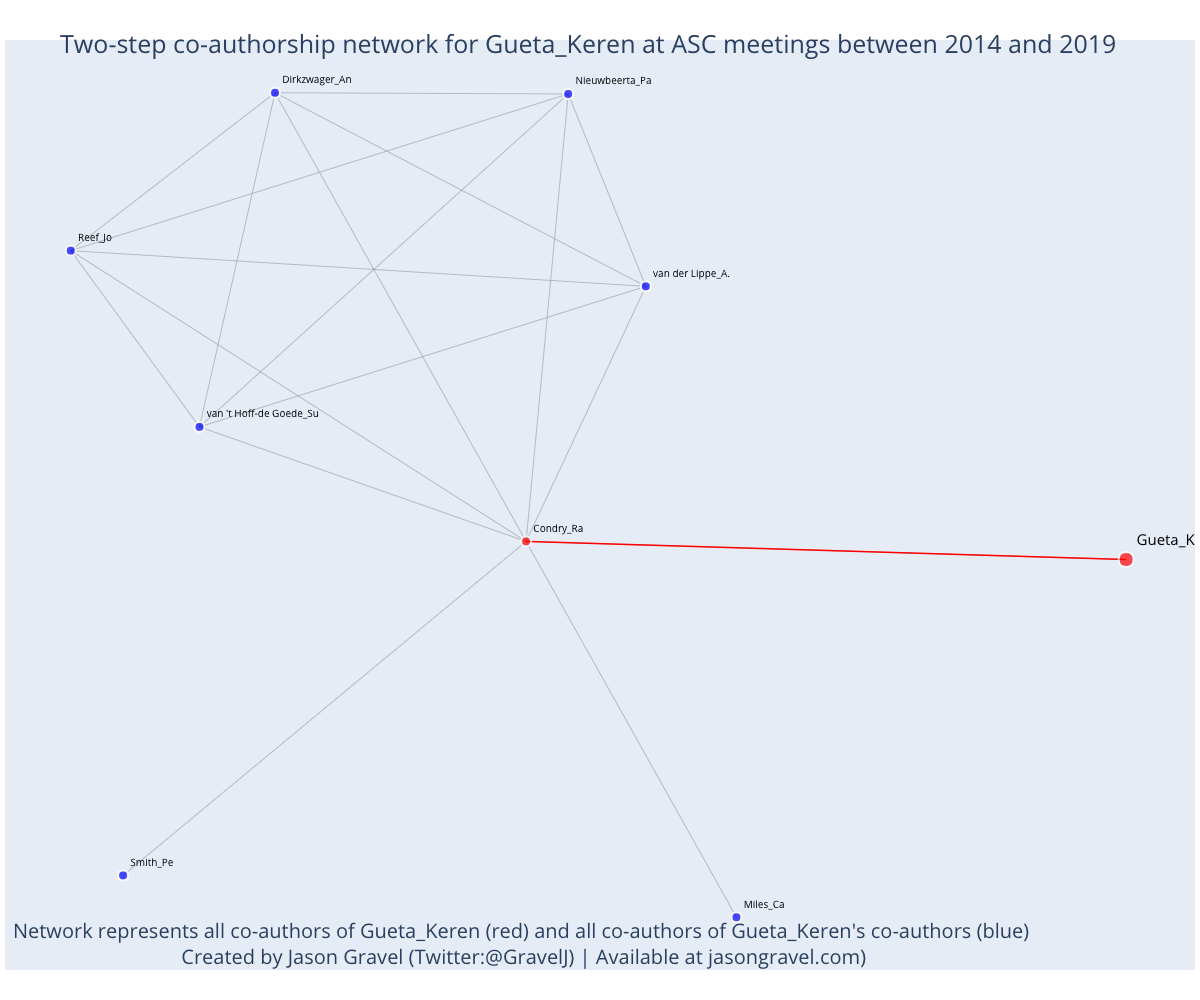 Two-step co-authorship network for Gueta_Keren at ASC meetings between 2014 and 2019
Dirkzwager_An
Nieuwbeerta_Pa
Reef_Jo
van der Lippe_A.
van 't Hoff-de Goede_Su
Condry_Ra
Gueta_K
Smith_Pe
Miles_Ca
Network represents all co-authors of Gueta_Keren (red) and all co-authors of Gueta_Keren's co-authors (blue)
Created by Jason Gravel (Twitter:@GravelJ) | Available at jasongravel.com)